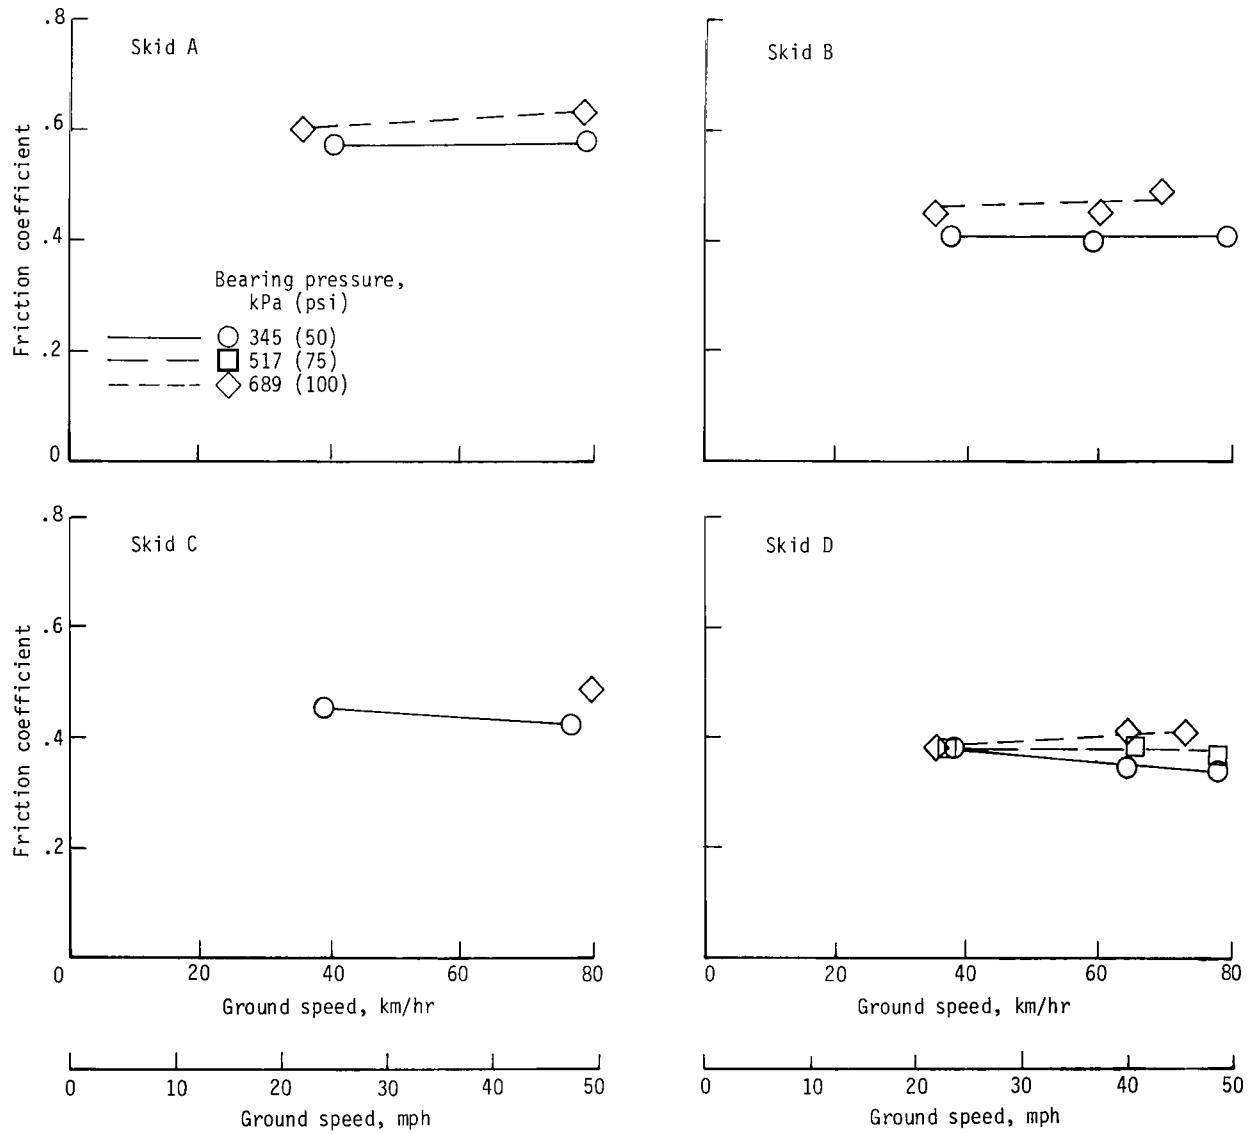 .8
Skid A
.6
.4
.2
0
Friction coefficient
Bearing pressure,
kPa (psi)
345 (50)
517 (75)
689 (100)
Skid B
.8
Skid C
.6
.4
.2
Friction coefficient
0 20 40 60 80
Ground speed, km/hr
0 10 20 30 40 50
Ground speed, mph
Skid D
0 20 40 60 80
Ground speed, km/hr
0 10 20 30 40 50
Ground speed, mph